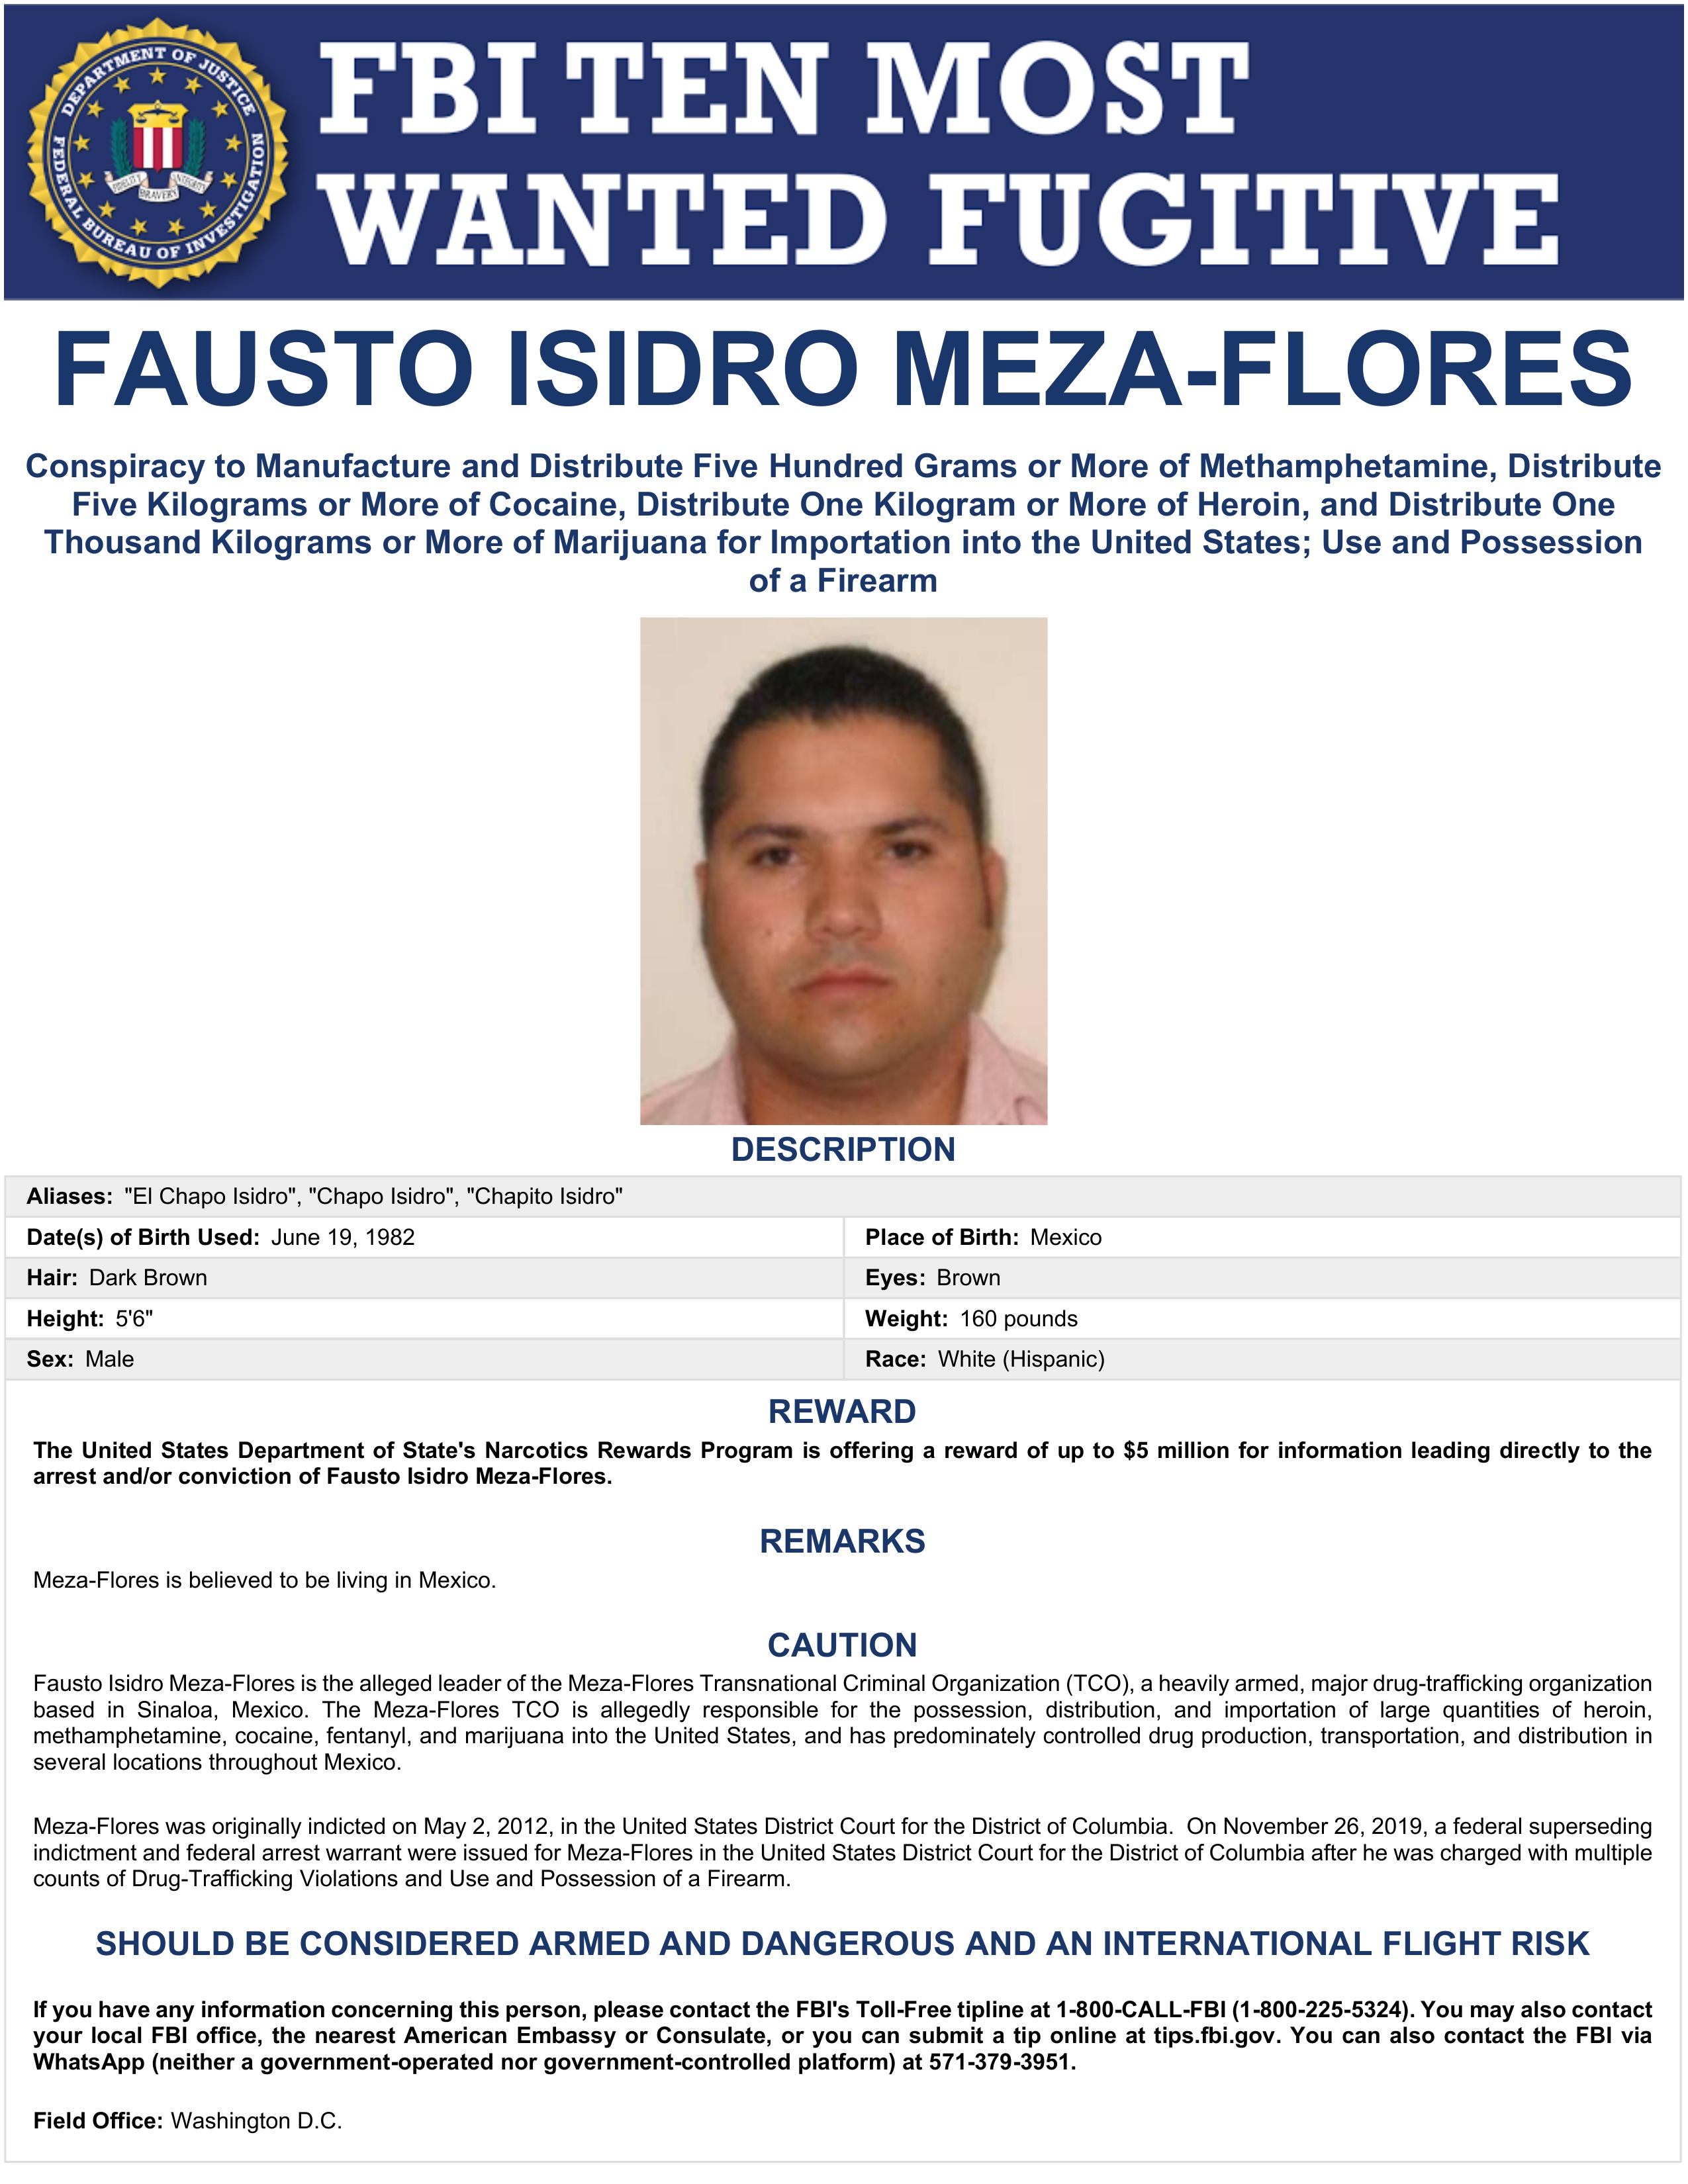 DEPARTMENT OF JUSTICE
FEDERAL BUREAU OF INVESTIGATION
FIDELITY BRAVERY INTEGRITY
FBI TEN MOST
WANTED FUGITIVE
FAUSTO ISIDRO MEZA-FLORES
Conspiracy to Manufacture and Distribute Five Hundred Grams or More of Methamphetamine, Distribute
Five Kilograms or More of Cocaine, Distribute One Kilogram or More of Heroin, and Distribute One
Thousand Kilograms or More of Marijuana for Importation into the United States; Use and Possession
of a Firearm
DESCRIPTION
Aliases: "El Chapo Isidro", "Chapo Isidro", "Chapito Isidro"
Date(s) of Birth Used: June 19, 1982
Place of Birth: Mexico
Hair: Dark Brown
Eyes: Brown
Height: 5'6"
Weight: 160 pounds
Sex: Male
Race: White (Hispanic)
REWARD
The United States Department of State's Narcotics Rewards Program is offering a reward of up to $5 million for information leading directly to the
arrest and/or conviction of Fausto Isidro Meza-Flores.
REMARKS
Meza-Flores is believed to be living in Mexico.
CAUTION
Fausto Isidro Meza-Flores is the alleged leader of the Meza-Flores Transnational Criminal Organization (TCO), a heavily armed, major drug-trafficking organization
based in Sinaloa, Mexico. The Meza-Flores TCO is allegedly responsible for the possession, distribution, and importation of large quantities of heroin,
methamphetamine, cocaine, fentanyl, and marijuana into the United States, and has predominately controlled drug production, transportation, and distribution in
several locations throughout Mexico.
Meza-Flores was originally indicted on May 2, 2012, in the United States District Court for the District of Columbia. On November 26, 2019, a federal superseding
indictment and federal arrest warrant were issued for Meza-Flores in the United States District Court for the District of Columbia after he was charged with multiple
counts of Drug-Trafficking Violations and Use and Possession of a Firearm.
SHOULD BE CONSIDERED ARMED AND DANGEROUS AND AN INTERNATIONAL FLIGHT RISK
If you have any information concerning this person, please contact the FBI's Toll-Free tipline at 1-800-CALL-FBI (1-800-225-5324). You may also contact
your local FBI office, the nearest American Embassy or Consulate, or you can submit a tip online at tips.fbi.gov. You can also contact the FBI via
WhatsApp (neither a government-operated nor government-controlled platform) at 571-379-3951.
Field Office: Washington D.C.